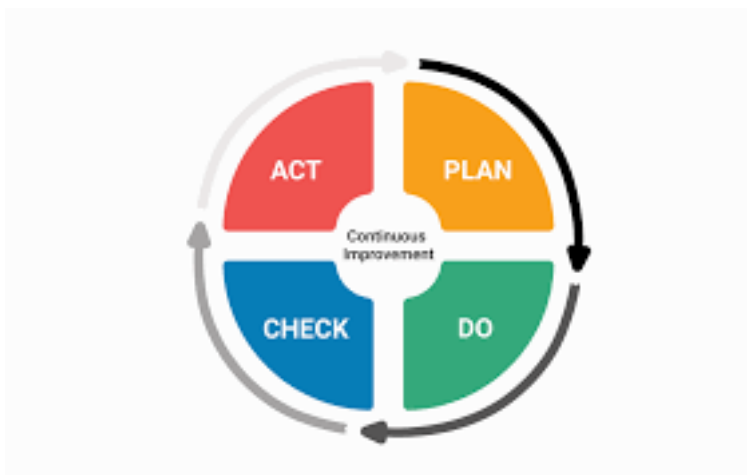 ACT
PLAN
Continuous
Improvement
CHECK
DO